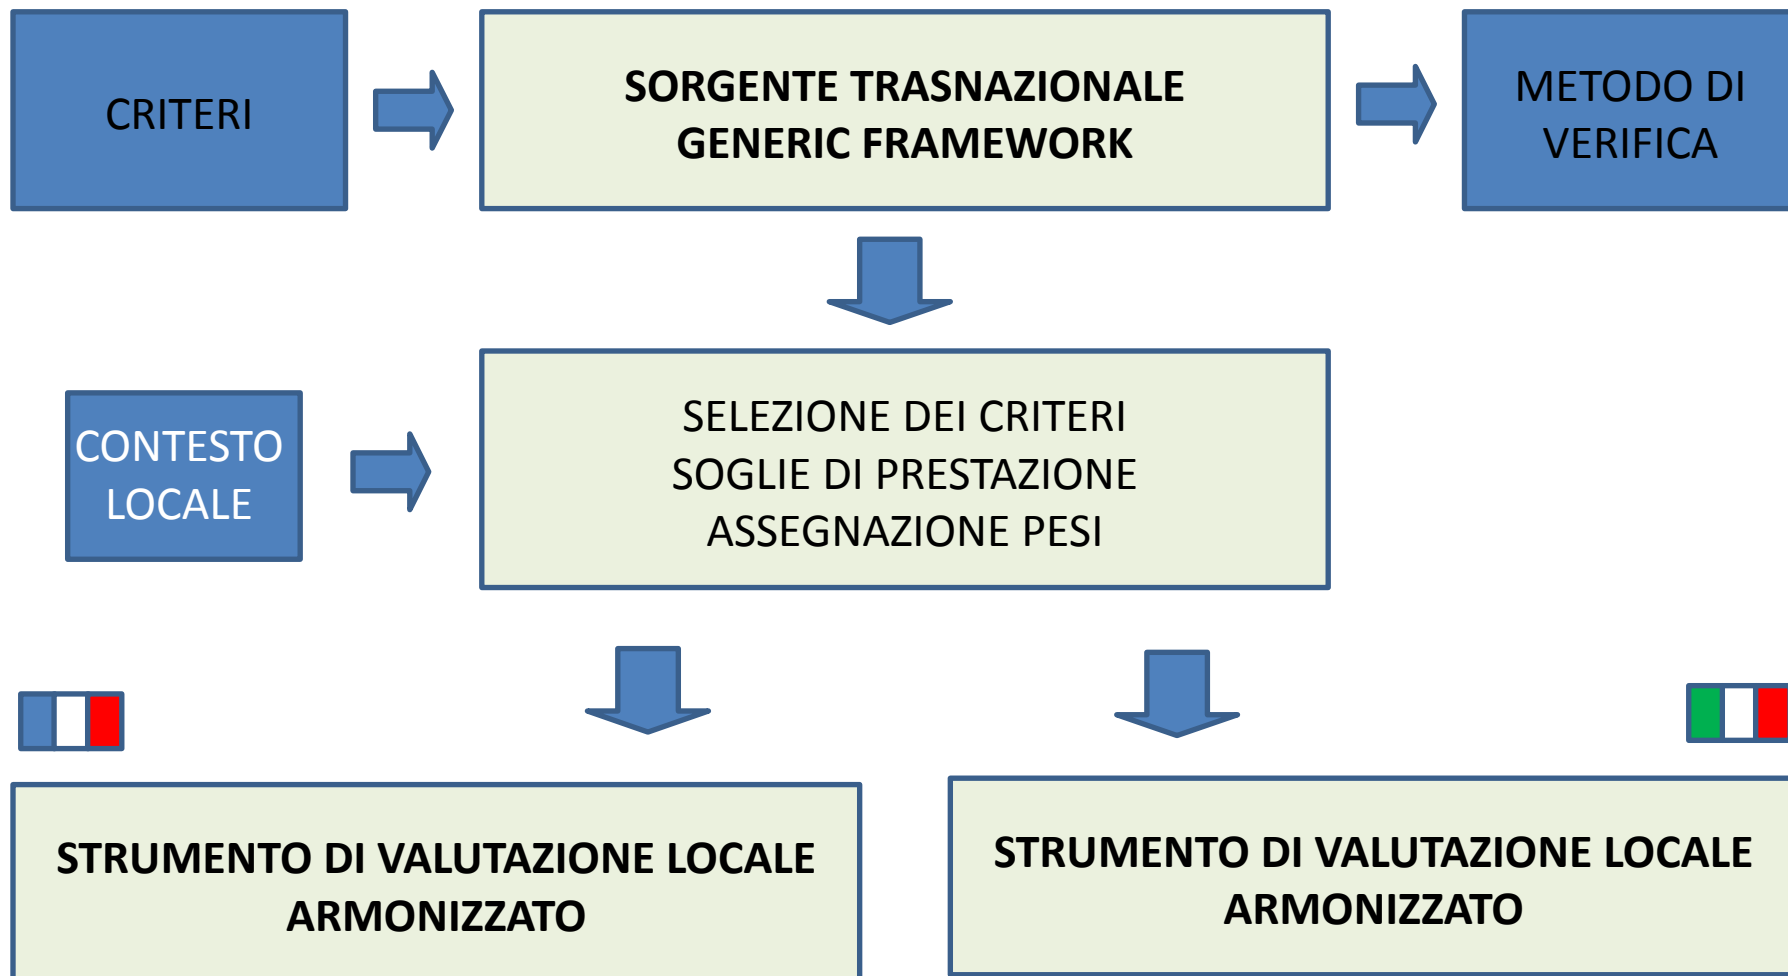 CRITERI
SORGENTE TRASNAZIONALE
GENERIC FRAMEWORK
METODO DI
VERIFICA
CONTESTO
LOCALE
SELEZIONE DEI CRITERI
SOGLIE DI PRESTAZIONE
ASSEGNAZIONE PESI
STRUMENTO DI VALUTAZIONE LOCALE
ARMONIZZATO
STRUMENTO DI VALUTAZIONE LOCALE
ARMONIZZATO